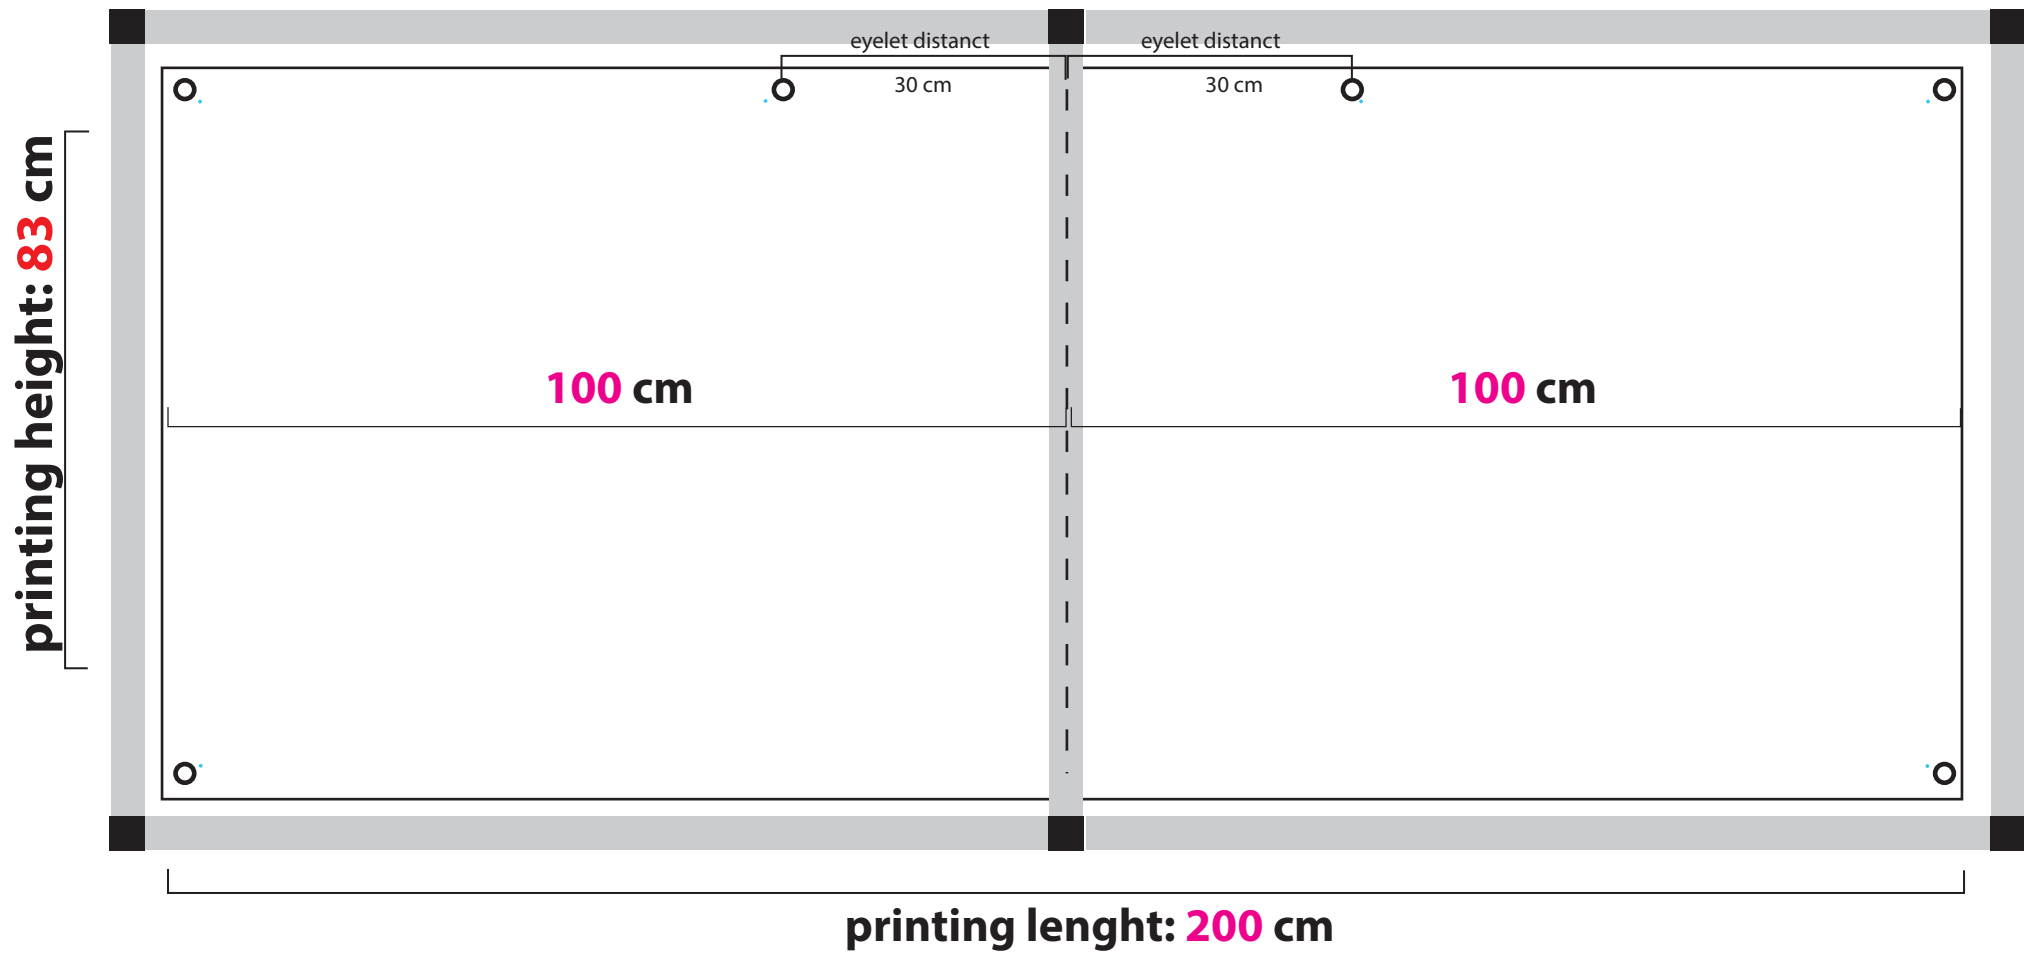 eyelet distanct
eyelet distanct
30 cm
30 cm
printing height: 83 cm
100 cm
100 cm
printing lenght: 200 cm